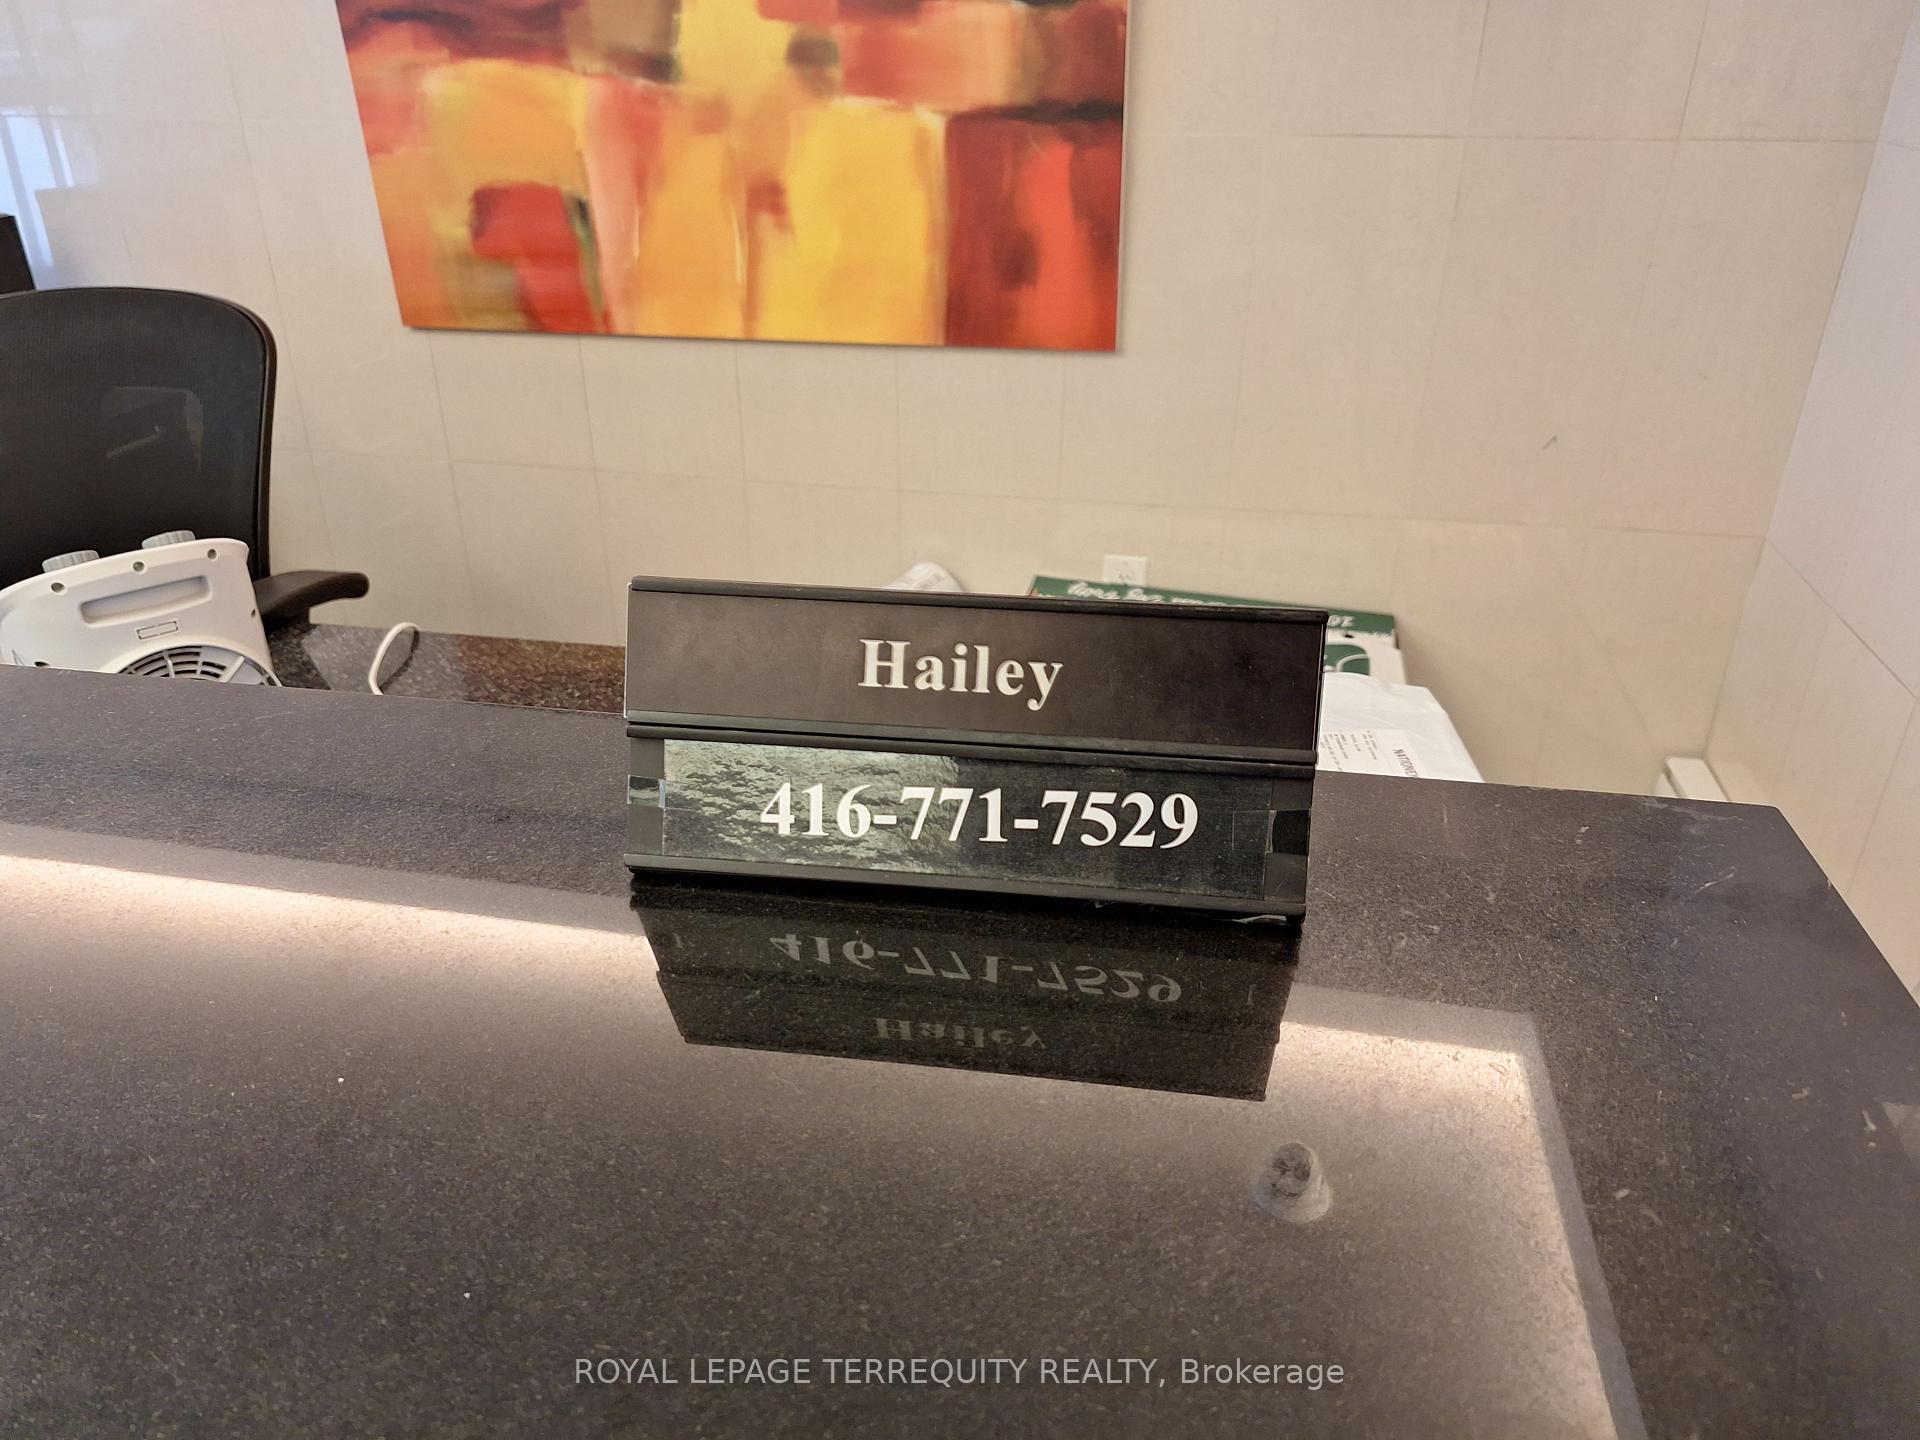 Hailey
416-771-7529
ROYAL LEPAGE TERREQUITY REALTY, Brokerage